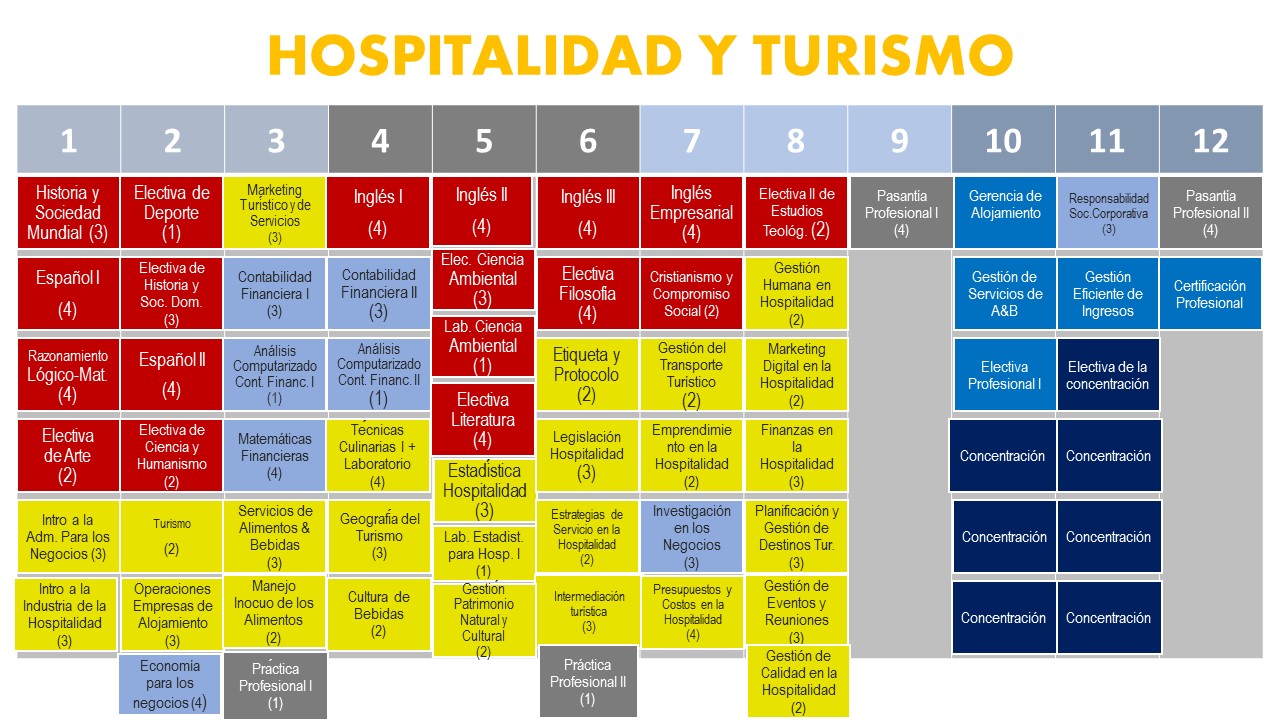 HOSPITALIDAD Y TURISMO
1 2 3 4 5 6 7 8 9 10 11 12
Historia y
Sociedad
Mundial (3)
Español I
(4)
Razonamiento
Lógico-Mat.
(4)
Electiva
de Arte
(2)
Intro a la
Adm. Para los
Negocios (3)
Intro a la
Industria de la
Hospitalidad
(3)
Electiva de
Deporte
(1)
Electiva de
Historia y
Soc. Dom.
(3)
Español II
(4)
Electiva de
Ciencia y
Humanismo
(2)
Turismo
(2)
Operaciones
Empresas de
Alojamiento
(3)
Economía
para los
negocios (4)
Marketing
Turístico y de
Servicios
(3)
Contabilidad
Financiera I
(3)
Análisis
Computarizado
Cont. Financ. I
(1)
Matemáticas
Financieras
(4)
Servicios de
Alimentos &
Bebidas
(3)
Manejo
Inocuo de los
Alimentos
(2)
Práctica
Profesional I
(1)
Inglés I
(4)
Contabilidad
Financiera II
(3)
Análisis
Computarizado
Cont. Financ. II
(1)
Técnicas
Culinarias I +
Laboratorio
(4)
Geografía del
Turismo
(3)
Cultura de
Bebidas
(2)
Inglés II
(4)
Elec. Ciencia
Ambiental
(3)
Lab. Ciencia
Ambiental
(1)
Electiva
Literatura
(4)
Estadística
Hospitalidad
(3)
Lab. Estadist.
para Hosp. I
(1)
Gestión
Patrimonio
Natural y
Cultural
(2)
Inglés III
(4)
Electiva
Filosofía
(4)
Etiqueta y
Protocolo
(2)
Legislación
Hospitalidad
(3)
Estrategias de
Servicio en la
Hospitalidad
(2)
Intermediación
turística
(3)
Práctica
Profesional II
(1)
Inglés
Empresarial
(4)
Cristianismo y
Compromiso
Social (2)
Gestión del
Transporte
Turístico
(2)
Emprendimie
nto en la
Hospitalidad
(2)
Investigación
en los
Negocios
(3)
Presupuestos y
Costos en la
Hospitalidad
(4)
Electiva II de
Estudios
Teológ. (2)
Gestión
Humana en
Hospitalidad
(2)
Marketing
Digital en la
Hospitalidad
(2)
Finanzas en
la
Hospitalidad
(3)
Planificación y
Gestión de
Destinos Tur.
(3)
Gestión de
Eventos y
Reuniones
(3)
Gestión de
Calidad en la
Hospitalidad
(2)
Pasantía
Profesional I
(4)
Gerencia de
Alojamiento
Gestión de
Servicios de
A&B
Electiva
Profesional I
Concentración
Concentración
Concentración
Responsabilidad
Soc.Corporativa
(3)
Gestión
Eficiente de
Ingresos
Electiva de la
concentración
Concentración
Concentración
Concentración
Pasantía
Profesional II
(4)
Certificación
Profesional